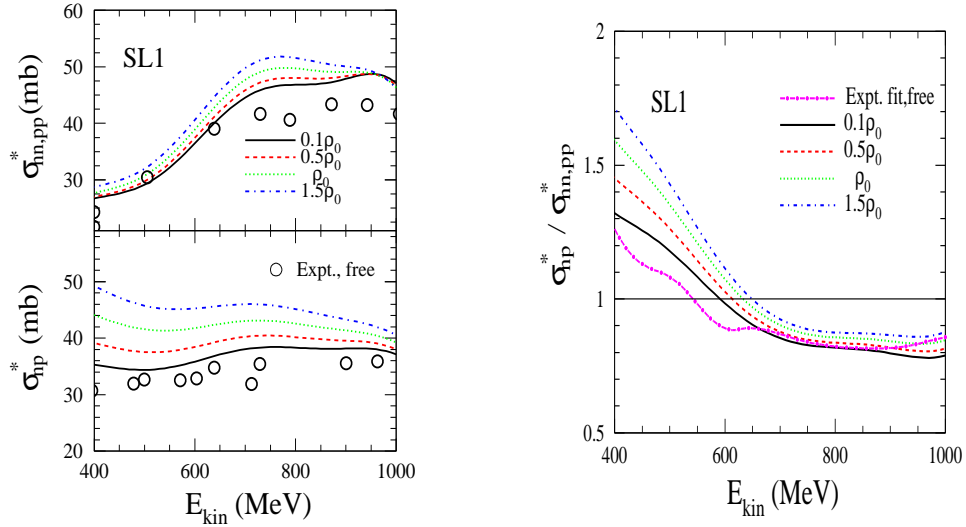 SL1
σ*nn,pp (mb)
50
40
30
0.1ρ0
0.5ρ0
ρ0
1.5ρ0
Expt., free
σ*np (mb)
50
40
30
20
400
600
800
1000
Ekin (MeV)
2
SL1
Expt. fit,free
0.1ρ0
0.5ρ0
ρ0
1.5ρ0
σ*np / σ*nn,pp
1.5
1
0.5
400
600
800
1000
Ekin (MeV)